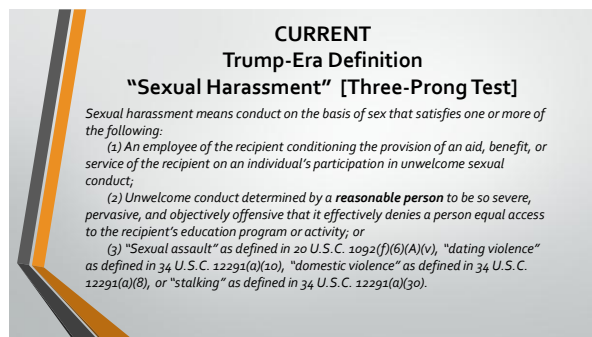 CURRENT
Trump-Era Definition
“Sexual Harassment” [Three-Prong Test]
Sexual harassment means conduct on the basis of sex that satisfies one or more of
the following:
(1) An employee of the recipient conditioning the provision of an aid, benefit, or
service of the recipient on an individual’s participation in unwelcome sexual
conduct;
(2) Unwelcome conduct determined by a reasonable person to be so severe,
pervasive, and objectively offensive that it effectively denies a person equal access
to the recipient’s education program or activity; or
(3) “Sexual assault” as defined in 20 U.S.C. 1092(f)(6)(A)(v), “dating violence”
as defined in 34 U.S.C. 12291(a)(10), “domestic violence” as defined in 34 U.S.C.
12291(a)(8), or “stalking” as defined in 34 U.S.C. 12291(a)(30).